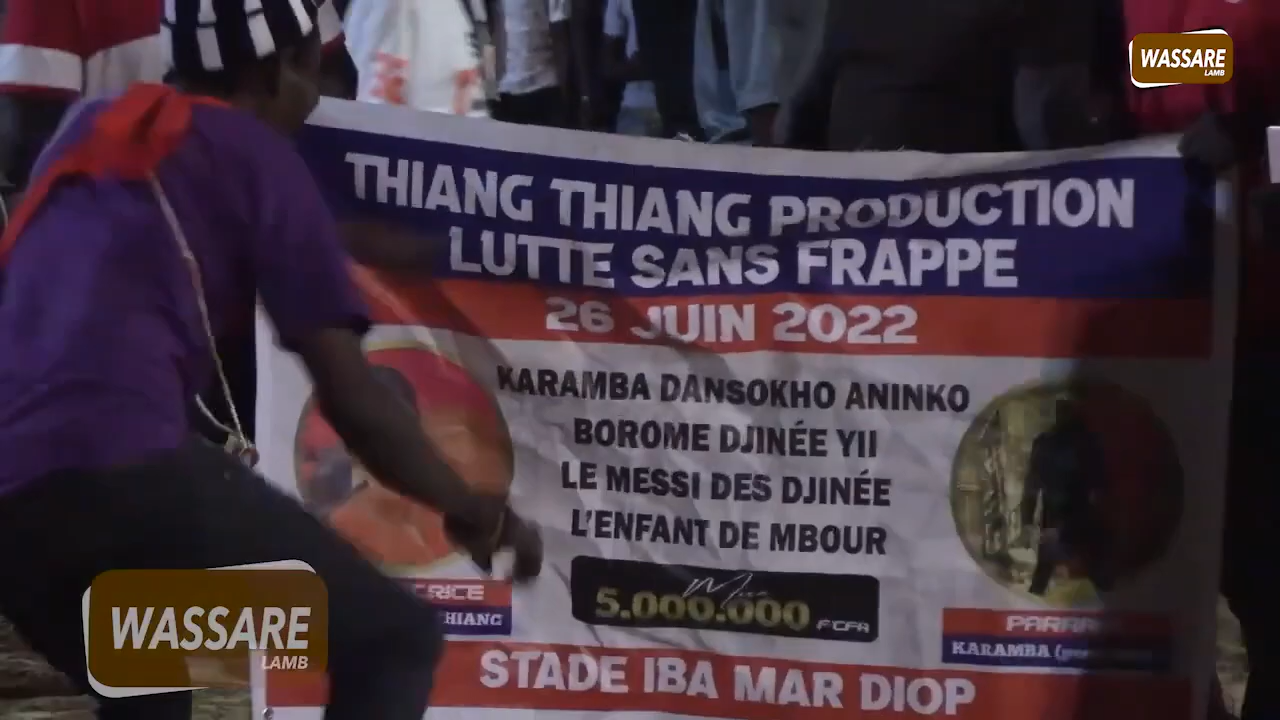 WASSARE
LAMB
THIANG THIANG PRODUCTION
LUTTE SANS FRAPPE
26 JUIN 2022
KARAMBA DANSOKHO ANINKO
BOROME DJINÉE YII
LE MESSI DES DJINÉE
L'ENFANT DE MBOUR
5.000.000 FCFA
KARAMBA
STADE IBA MAR DIOP
WASSARE
LAMB